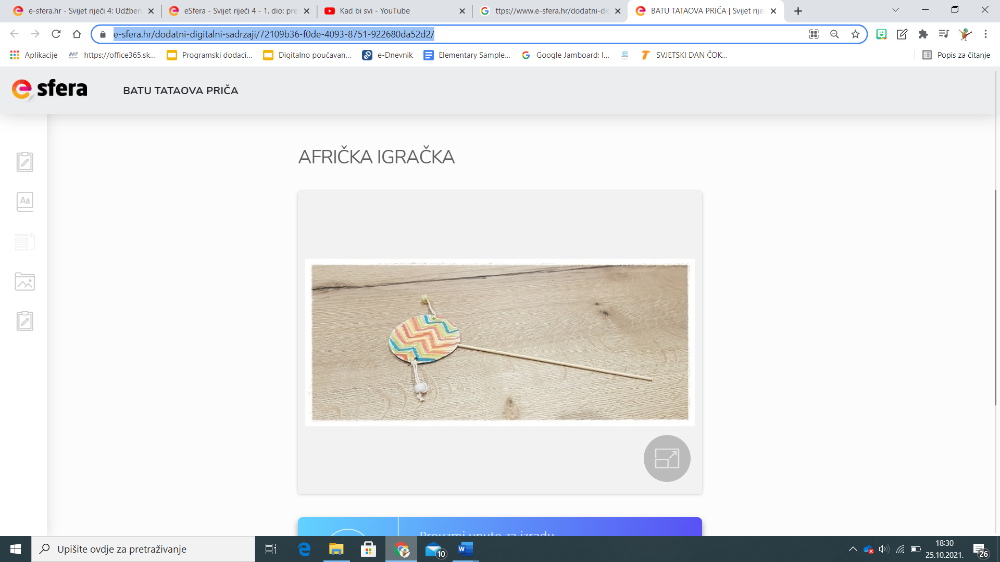 e-sfera.hr - Svijet riječi 4: Udžben
eSfera - Svijet riječi 4 - 1. dio: pre
Kad bi svi - YouTube
ttps://www.e-sfera.hr/dodatni-dig
BATU TATAOVA PRIČA | Svijet rije
e-sfera.hr/dodatni-digitalni-sadrzaji/72109b36-f0de-4093-8751-922680da52d2/
Aplikacije
https://office365.sk...
Programski dodaci...
Digitalno poučavan...
e-Dnevnik
Elementary Sample...
Google Jamboard: I...
SVJETSKI DAN ČOK...
Popis za čitanje
e sfera
BATU TATAOVA PRIČA
AFRIČKA IGRAČKA
Aa
Preuzmi upute za izradu
Upišite ovdje za pretraživanje
10
18:30
25.10.2021.
26